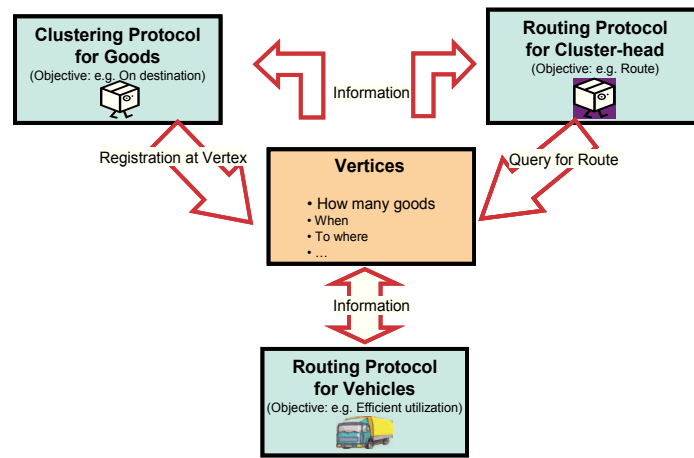 Clustering Protocol
for Goods
(Objective: e.g. On destination)
Routing Protocol
for Cluster-head
(Objective: e.g. Route)
Information
Registration at Vertex
Query for Route
Vertices
• How many goods
• When
• To where
• ...
Information
Routing Protocol
for Vehicles
(Objective: e.g. Efficient utilization)